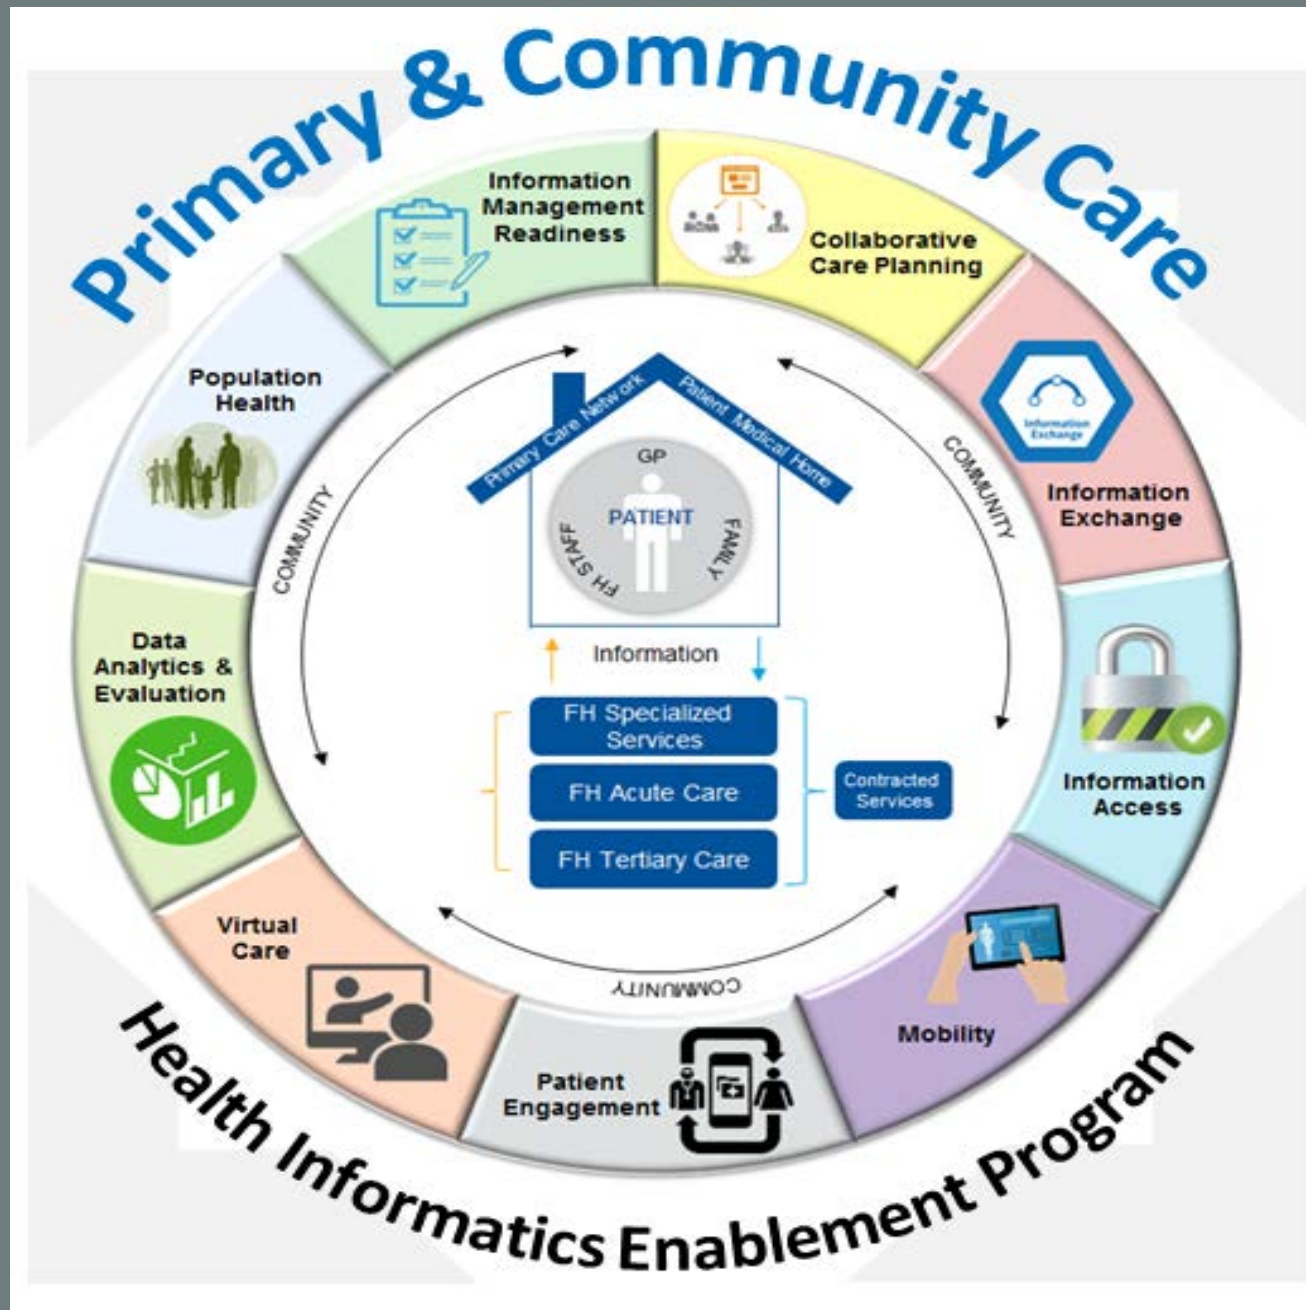 Primary & Community Care
Information
Management
Readiness
Collaborative
Care Planning
Information
Exchange
Information
Exchange
Information
Access
Mobility
Patient
Engagement
Virtual
Care
Data
Analytics &
Evaluation
Population
Health
COMMUNITY
COMMUNITY
COMMUNITY
Primary Care Network
Patient Medical Home
GP
PATIENT
FH STAFF
FAMILY
Information
FH Specialized
Services
FH Acute Care
FH Tertiary Care
Contracted
Services
Health Informatics Enablement Program